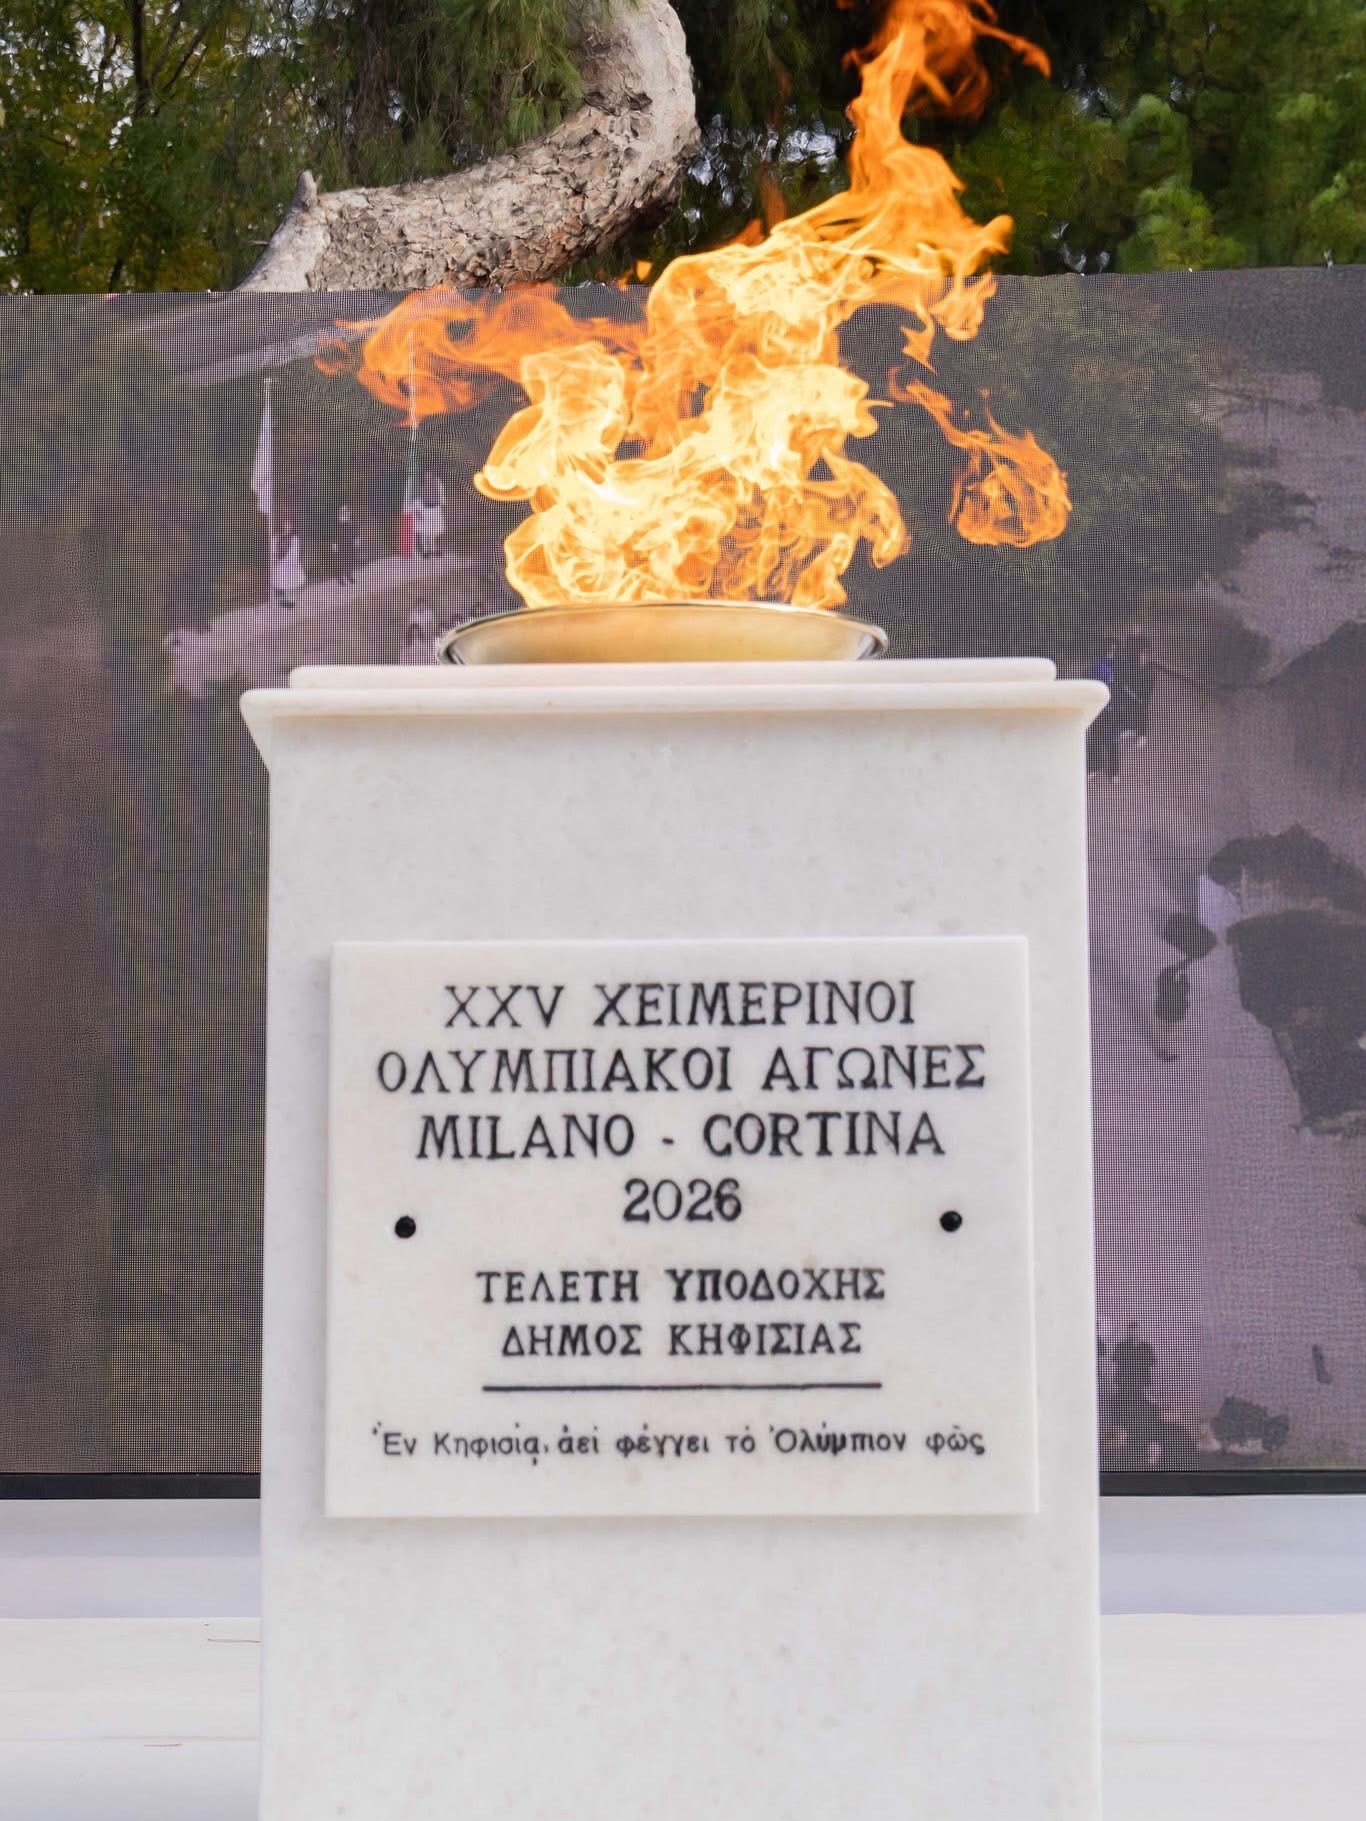 XXV ΧΕΙΜΕΡΙΝΟΙ
ΟΛΥΜΠΙΑΚΟΙ ΑΓΩΝΕΣ
MILANO - CORTINA
2026
ΤΕΛΕΤΗ ΥΠΟΔΟΧΗΣ
ΔΗΜΟΣ ΚΗΦΙΣΙΑΣ
Ἐν Κηφισίᾳ, ἀεὶ φέγγει τὸ Ὀλύμπιον φῶς